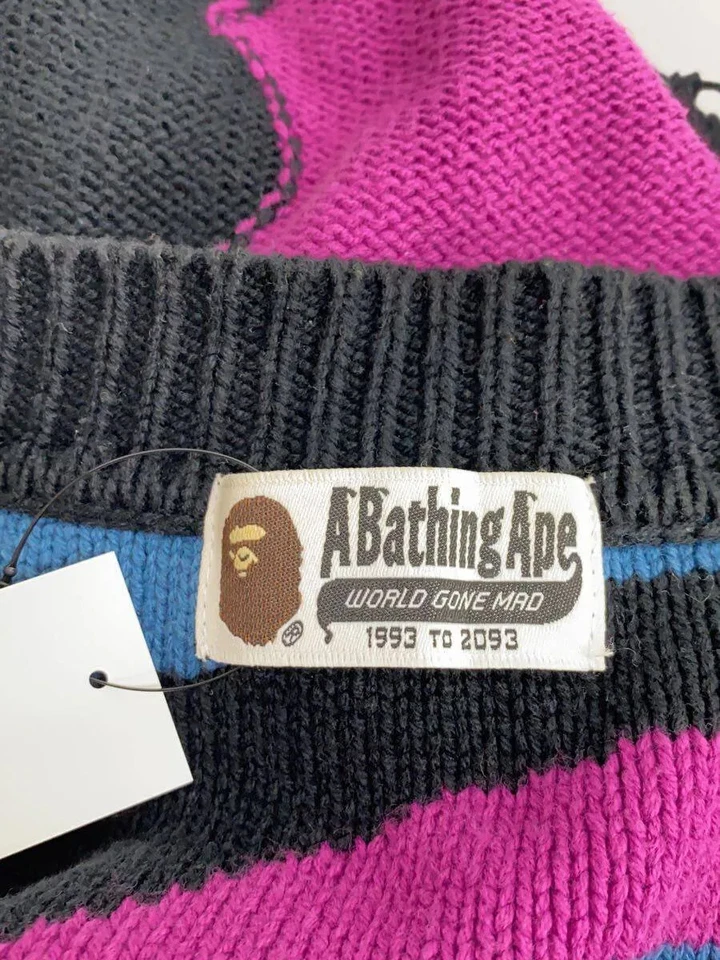 A Bathing Ape
WORLD GONE MAD
1993 TO 2093